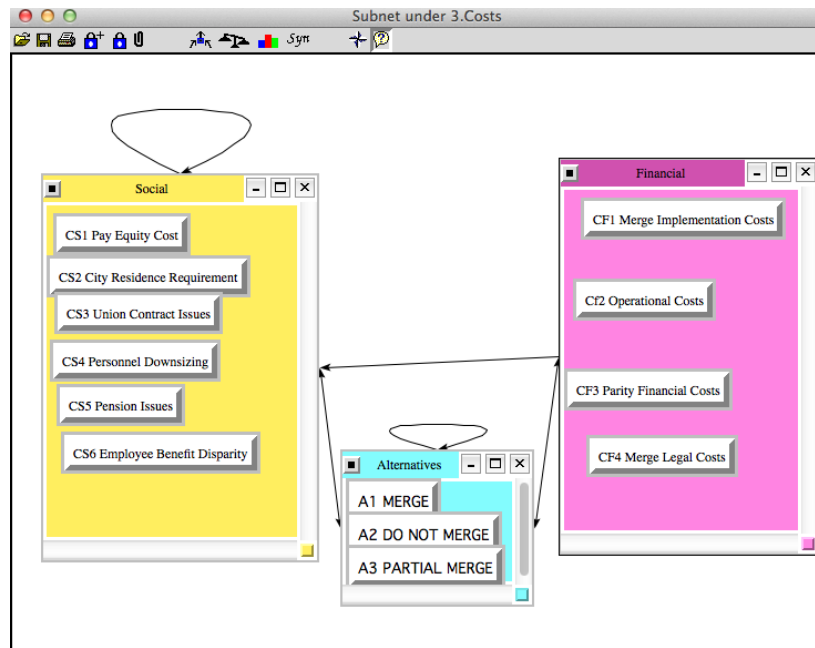 Subnet under 3.Costs
Syn
Social
CS1 Pay Equity Cost
CS2 City Residence Requirement
CS3 Union Contract Issues
CS4 Personnel Downsizing
CS5 Pension Issues
CS6 Employee Benefit Disparity
Alternatives
A1 MERGE
A2 DO NOT MERGE
A3 PARTIAL MERGE
Financial
CF1 Merge Implementation Costs
Cf2 Operational Costs
CF3 Parity Financial Costs
CF4 Merge Legal Costs